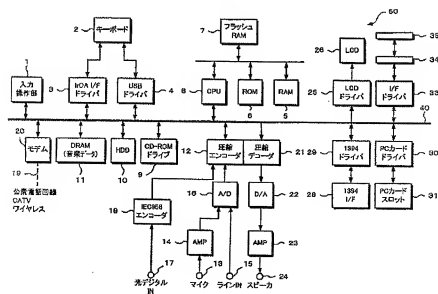 50
2
キーボード
7
フラッシュ
RAM
26
LCD
35
34
1
入力
操作部
3
IrDA I/F
ドライバ
USB
ドライバ
4
8
CPU
ROM
6
RAM
5
25
LCD
ドライバ
I/F
ドライバ
33
40
20
モデム
DRAM
(音楽データ)
11
HDD
10
CD-ROM
ドライブ
9
12
圧縮
エンコーダ
圧縮
デコーダ
21
29
1394
ドライバ
PCカード
ドライバ
30
19
公衆電話回線
CATV
ワイヤレス
IEC958
エンコーダ
16
A/D
D/A
22
28
1394
I/F
PCカード
スロット
31
14
AMP
AMP
23
17
光デジタル
IN
マイク
13
ラインIN
15
スピーカ
24